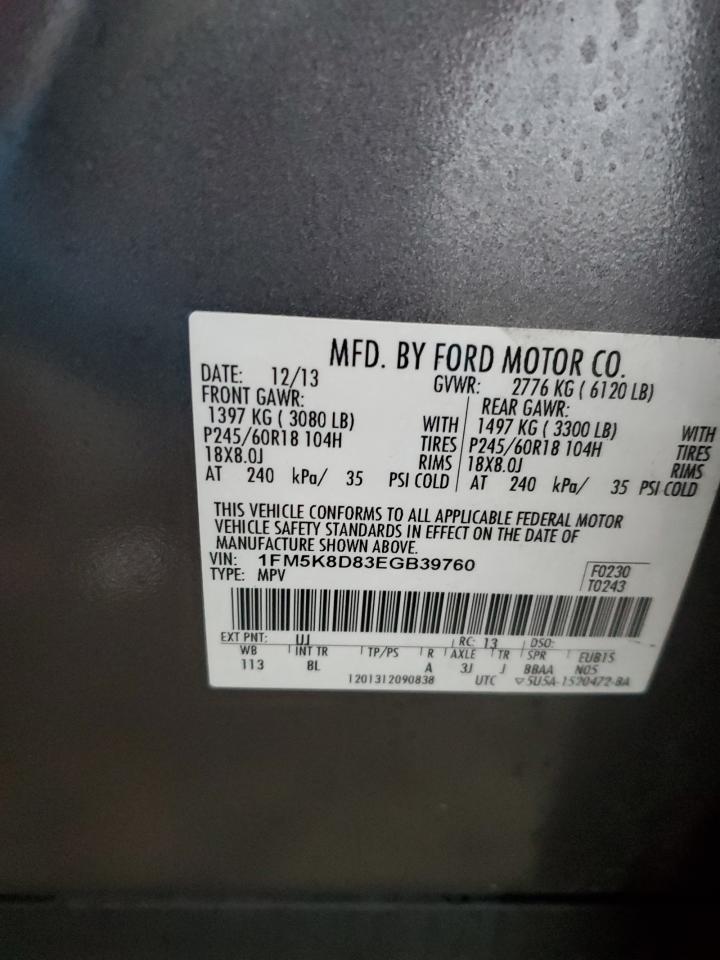 MFD. BY FORD MOTOR CO.
DATE: 12/13 GVWR: 2776 KG ( 6120 LB)
FRONT GAWR: REAR GAWR:
1397 KG ( 3080 LB) WITH 1497 KG ( 3300 LB) WITH
P245/60R18 104H TIRES P245/60R18 104H TIRES
18X8.0J RIMS 18X8.0J RIMS
AT 240 kPa/ 35 PSI COLD AT 240 kPa/ 35 PSI COLD
THIS VEHICLE CONFORMS TO ALL APPLICABLE FEDERAL MOTOR
VEHICLE SAFETY STANDARDS IN EFFECT ON THE DATE OF
MANUFACTURE SHOWN ABOVE.
VIN: 1FM5K8D83EGB39760
TYPE: MPV F0230
T0243
EXT PNT: UJ RC: 13 DSO:
WB INT TR TP/PS R AXLE TR SPR EUB15
113 BL A 3J J BBAA N05
1201312090838 UTC ▽5U5A-1520472-BA